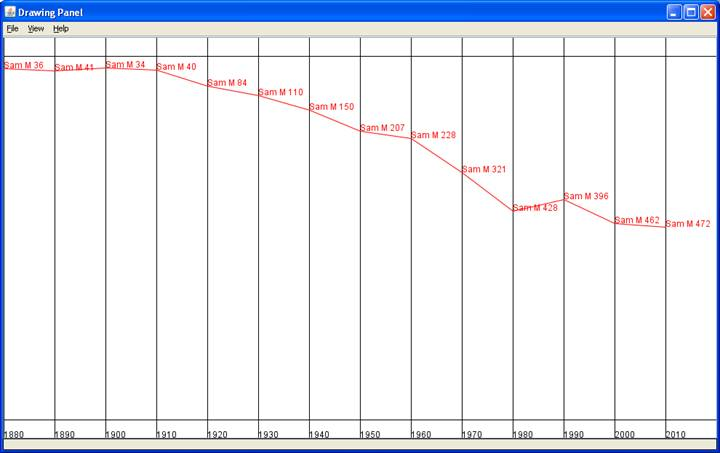 Drawing Panel
File View Help
Sam M 36
Sam M 41
Sam M 34
Sam M 40
Sam M 84
Sam M 110
Sam M 150
Sam M 207
Sam M 228
Sam M 321
Sam M 428
Sam M 396
Sam M 462
Sam M 472
1880 1890 1900 1910 1920 1930 1940 1950 1960 1970 1980 1990 2000 2010